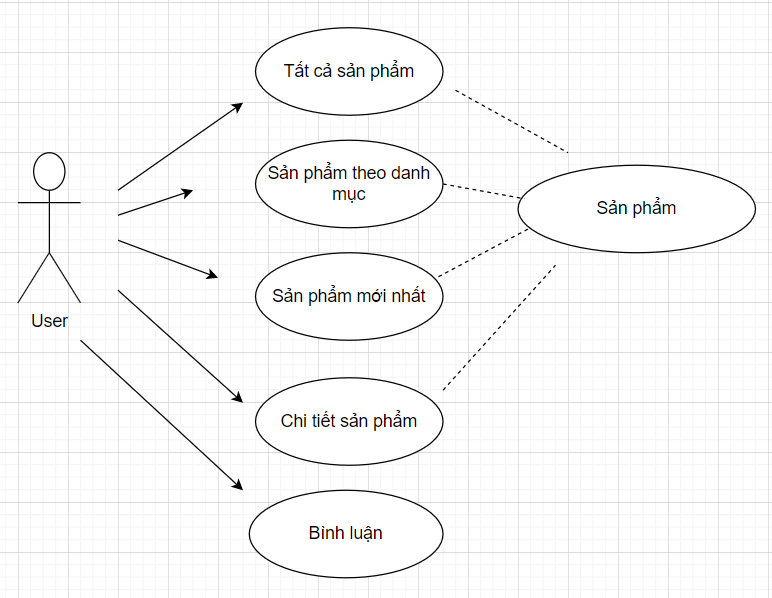 Tất cả sản phẩm
Sản phẩm theo danh
mục
Sản phẩm
Sản phẩm mới nhất
User
Chi tiết sản phẩm
Bình luận